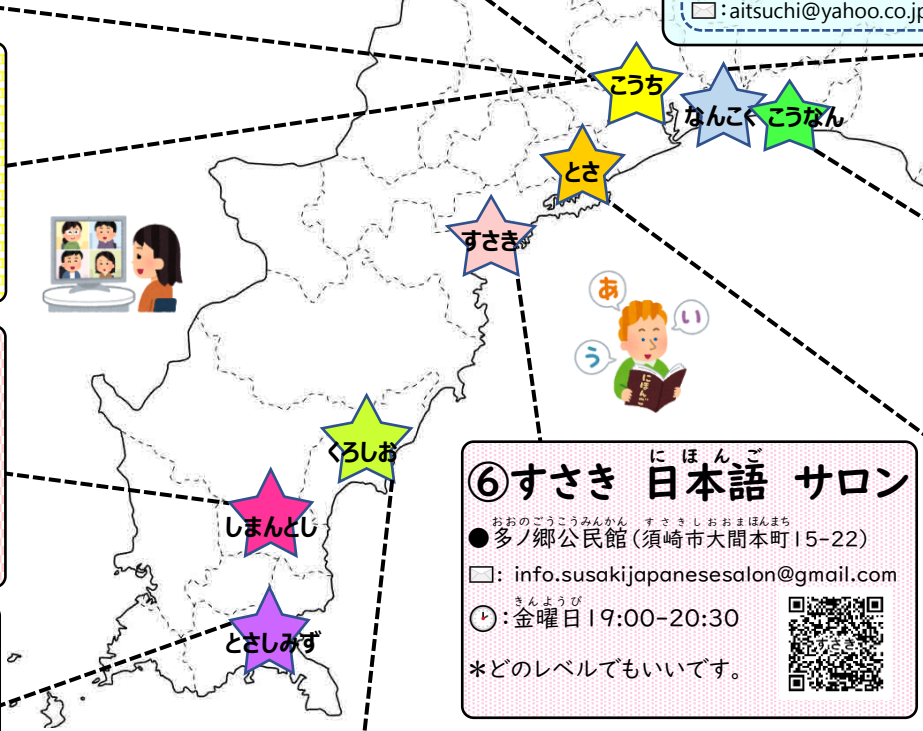 ✉:aitsuchi@yahoo.co.jp
こうち
なんこく
こうなん
とさ
すさき
あ
い
う
にほんご
くろしお
しまんとし
とさしみず
にほんご
⑥すさき 日本語 サロン
おおのごうこうみんかん すさきしおおまほんまち
●多ノ郷公民館(須崎市大間本町15-22)
✉: info.susakijapanesesalon@gmail.com
きんようび
🕑:金曜日19:00-20:30
すさき
*どのレベルでもいいです。